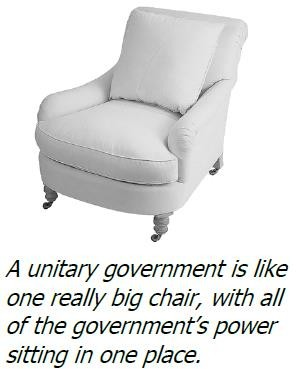 A unitary government is like
one really big chair, with all
of the government’s power
sitting in one place.